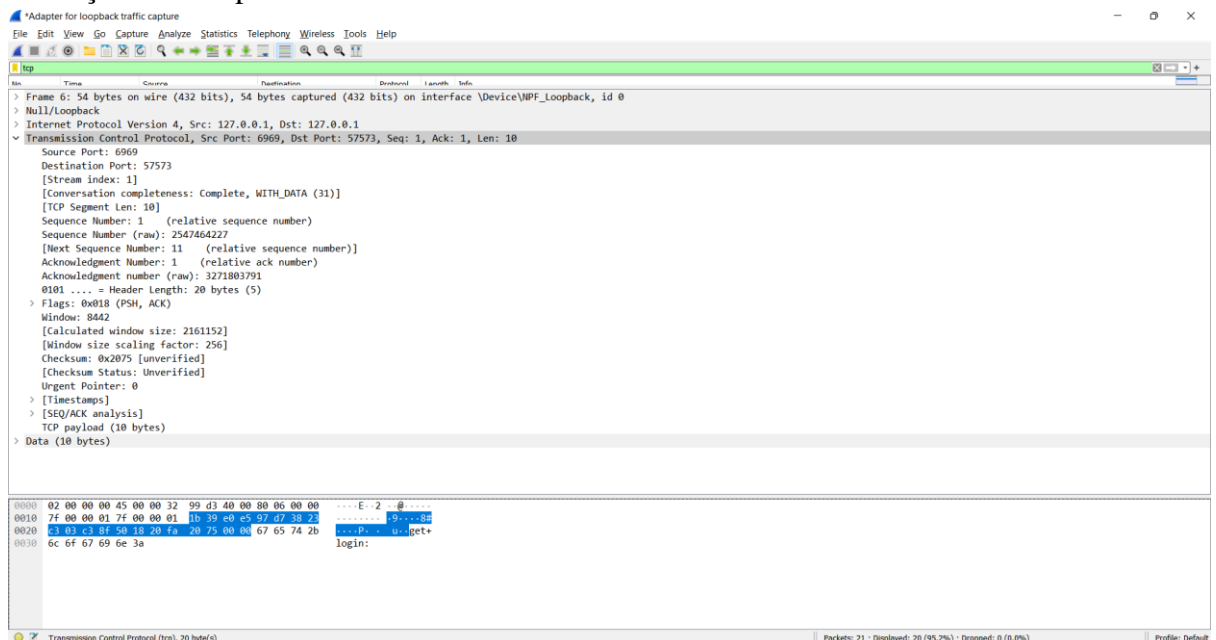 *Adapter for loopback traffic capture
File Edit View Go Capture Analyze Statistics Telephony Wireless Tools Help
tcp
No. Time Source Destination Protocol Length Info
> Frame 6: 54 bytes on wire (432 bits), 54 bytes captured (432 bits) on interface \Device\NPF_Loopback, id 0
> Null/Loopback
> Internet Protocol Version 4, Src: 127.0.0.1, Dst: 127.0.0.1
Transmission Control Protocol, Src Port: 6969, Dst Port: 57573, Seq: 1, Ack: 1, Len: 10
Source Port: 6969
Destination Port: 57573
[Stream index: 1]
[Conversation completeness: Complete, WITH_DATA (31)]
[TCP Segment Len: 10]
Sequence Number: 1 (relative sequence number)
Sequence Number (raw): 2547464227
[Next Sequence Number: 11 (relative sequence number)]
Acknowledgment Number: 1 (relative ack number)
Acknowledgment number (raw): 3271803791
0101 .... = Header Length: 20 bytes (5)
> Flags: 0x018 (PSH, ACK)
Window: 8442
[Calculated window size: 2161152]
[Window size scaling factor: 256]
Checksum: 0x2075 [unverified]
[Checksum Status: Unverified]
Urgent Pointer: 0
> [Timestamps]
> [SEQ/ACK analysis]
TCP payload (10 bytes)
> Data (10 bytes)
0000 02 00 00 00 45 00 00 32 99 d3 40 00 80 06 00 00 ····E··2 ··@·····
0010 7f 00 00 01 7f 00 00 01 1b 39 e0 e5 97 d7 38 23 ········ ·9····8#
0020 c3 03 c3 8f 50 18 20 fa 20 75 00 00 67 65 74 2b ····P· · u··get+
0030 6c 6f 67 69 6e 3a login:
Transmission Control Protocol (tcp), 20 byte(s) Packets: 21 · Displayed: 20 (95.2%) · Dropped: 0 (0.0%) Profile: Default